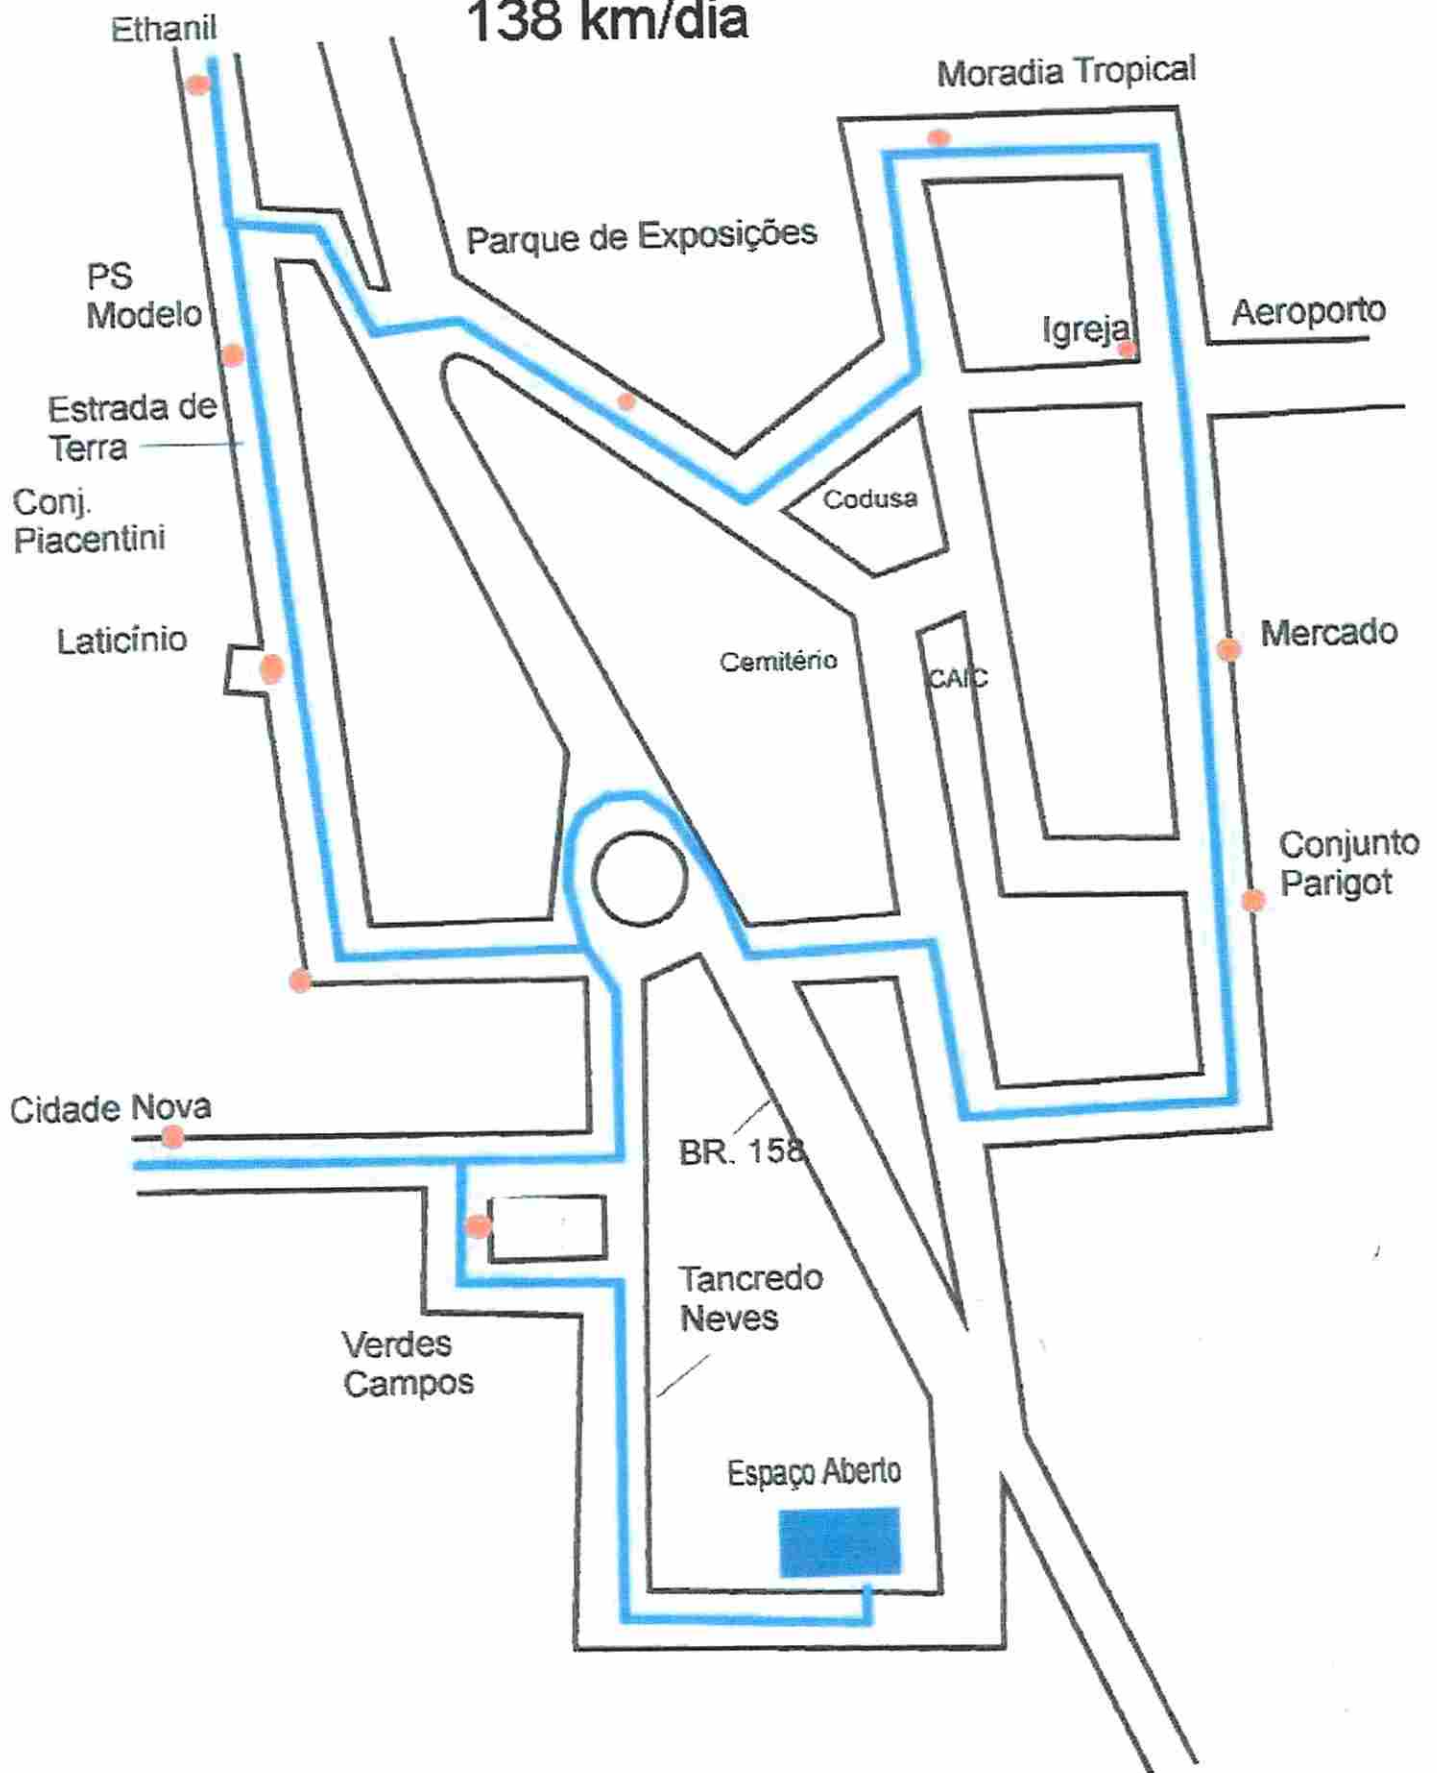 138 km/dia
Ethanil
Moradia Tropical
Parque de Exposições
PS
Modelo
Igreja
Aeroporto
Estrada de
Terra
Conj.
Piacentini
Codusa
Laticínio
Cemitério
CAIC
Mercado
Conjunto
Parigot
Cidade Nova
BR. 158
Tancredo
Neves
Verdes
Campos
Espaço Aberto